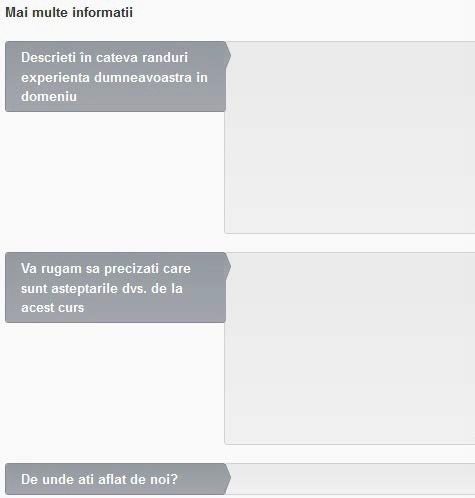 Mai multe informatii
Descrieti în cateva randuri
experienta dumneavoastra in
domeniu
Va rugam sa precizati care
sunt asteptarile dvs. de la
acest curs
De unde ati aflat de noi?